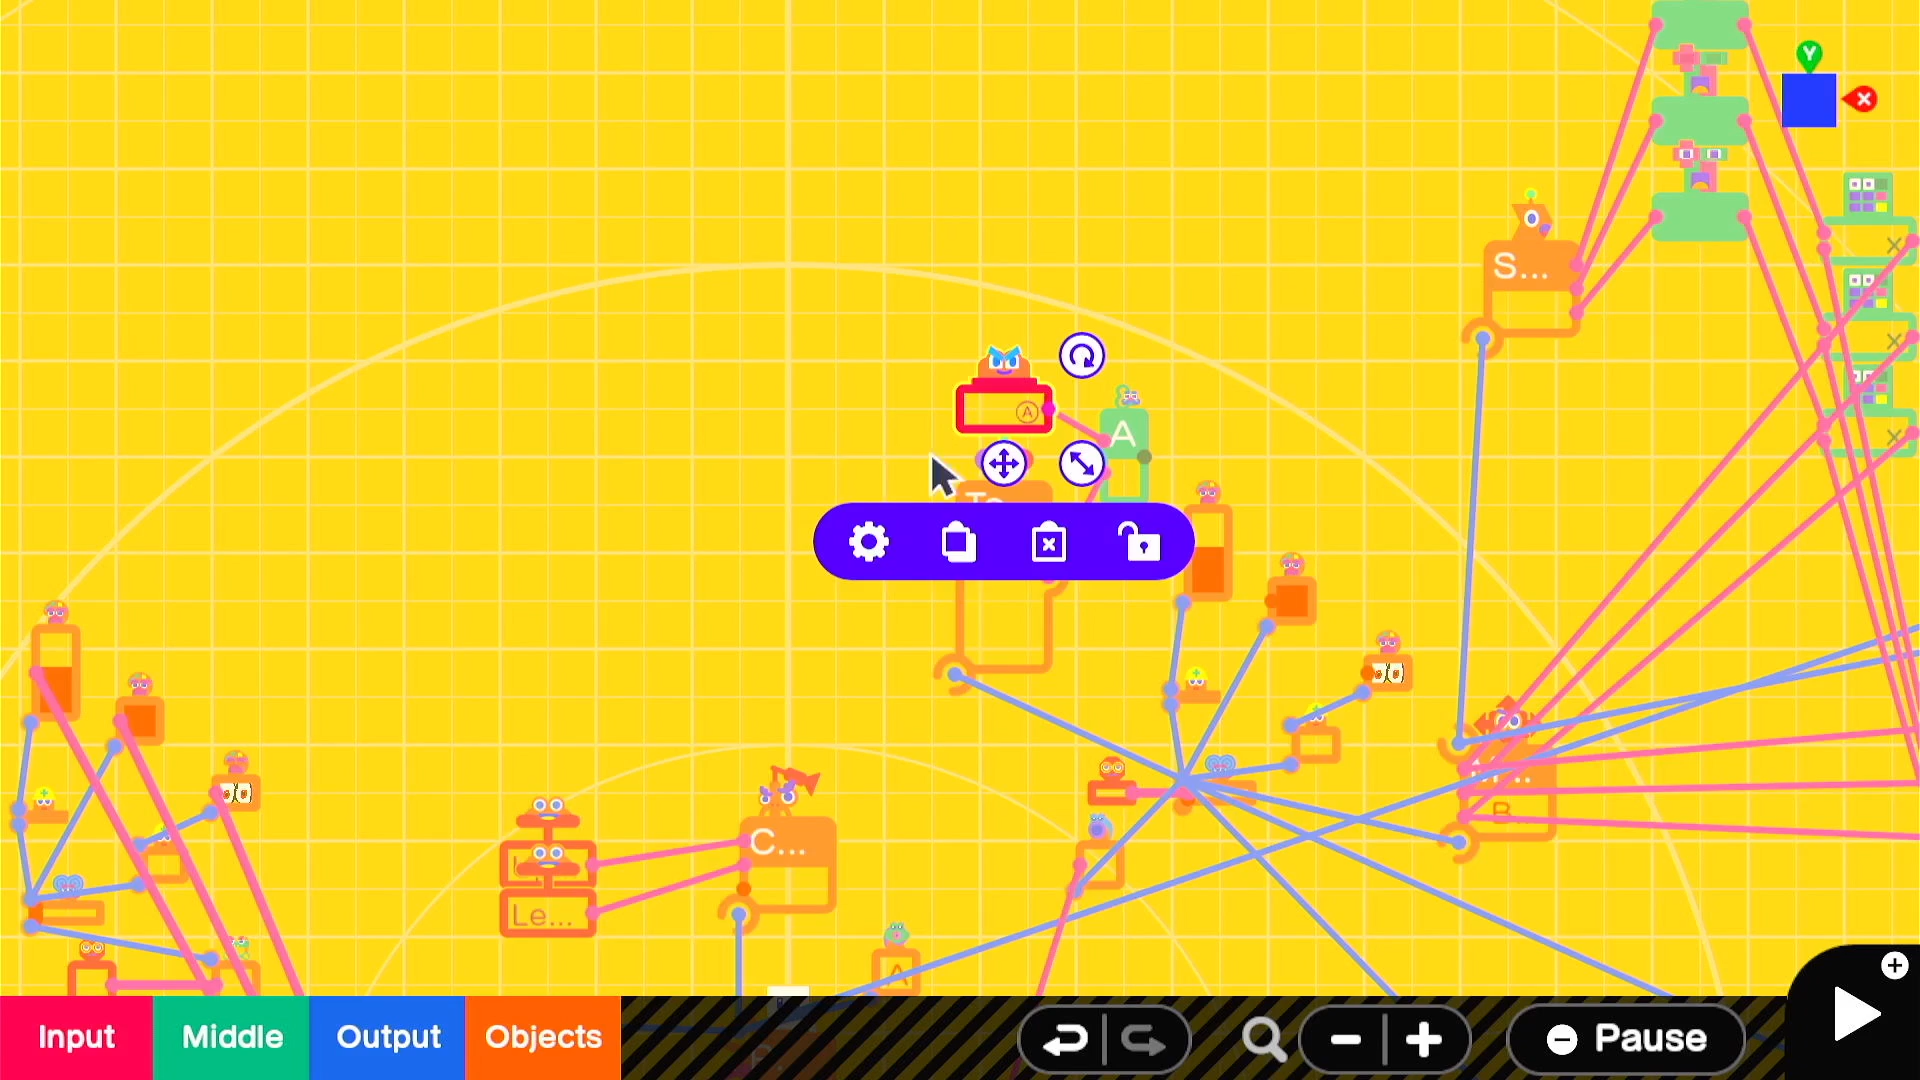 Y
X
S...
A
A
C...
Le...
B
A
Input
Middle
Output
Objects
Pause